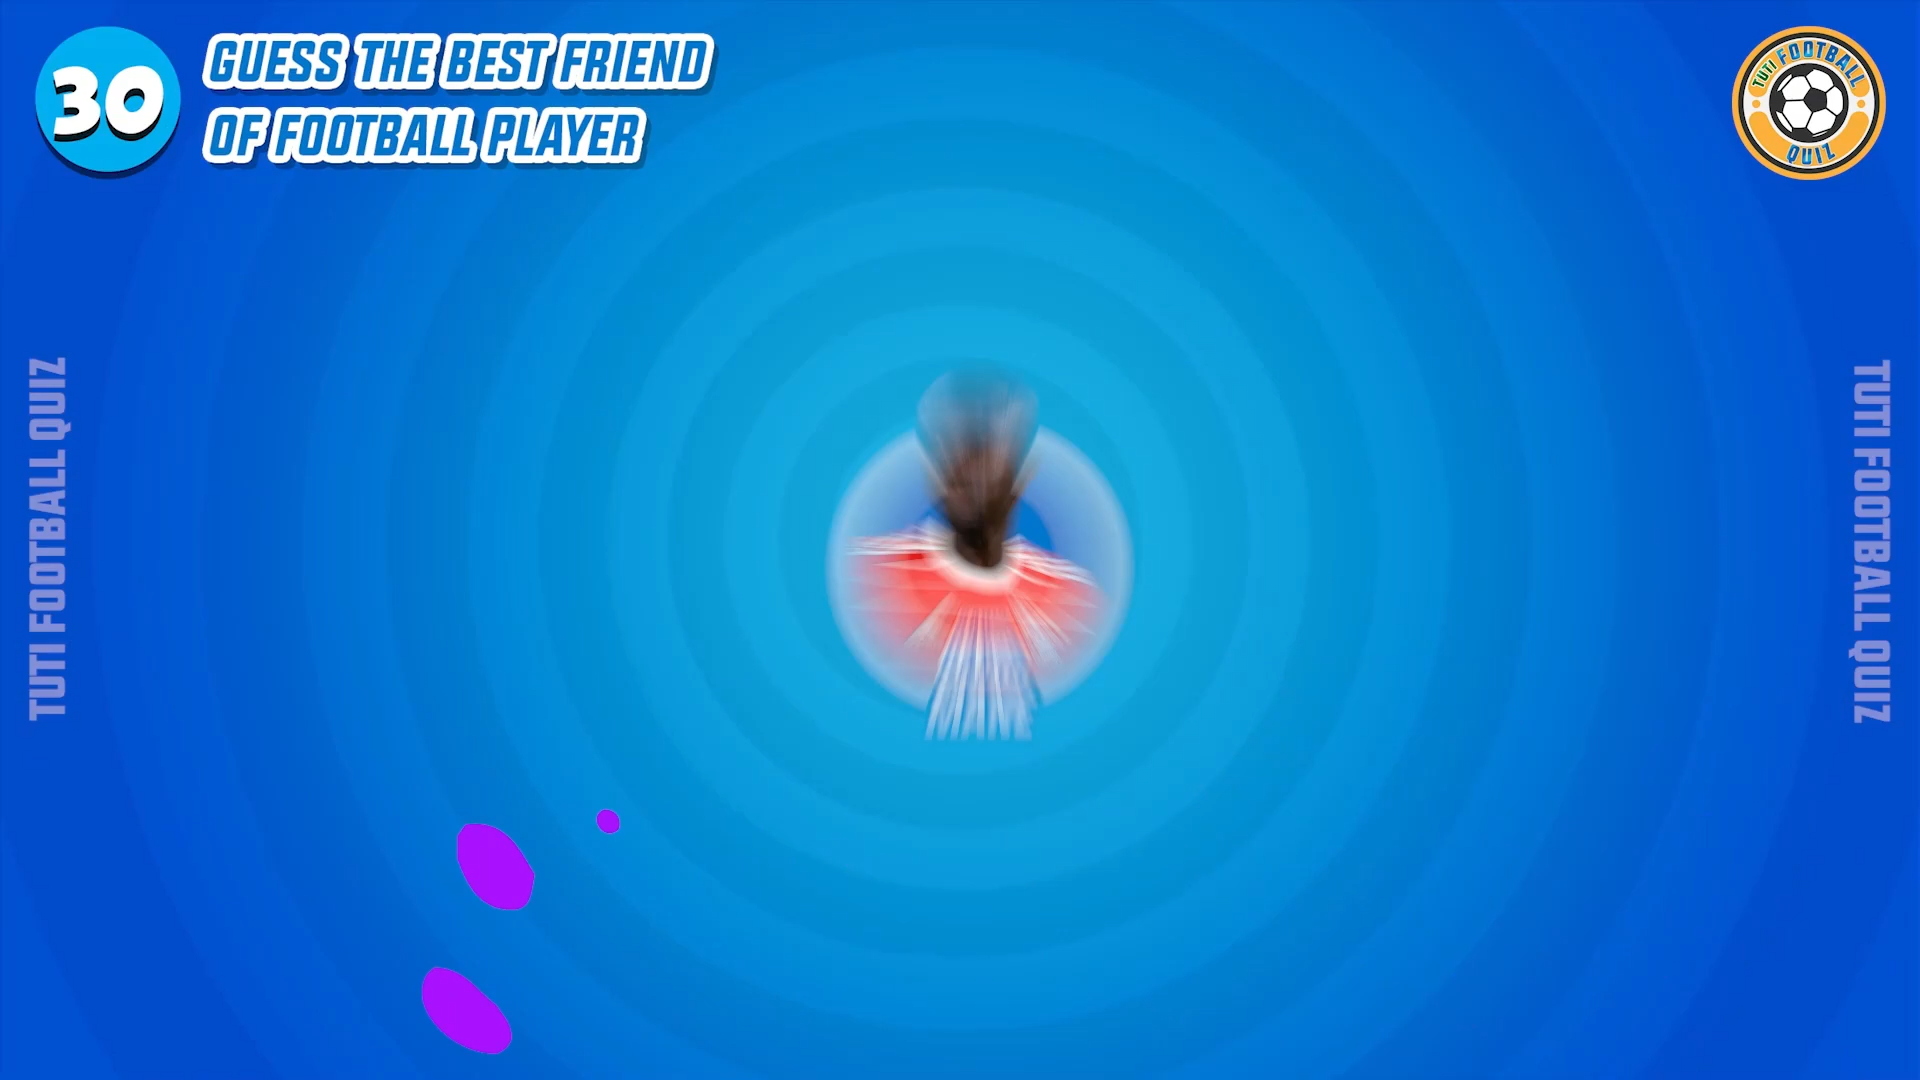 30
GUESS THE BEST FRIEND
OF FOOTBALL PLAYER
TUTI FOOTBALL
QUIZ
TUTI FOOTBALL QUIZ
TUTI FOOTBALL QUIZ